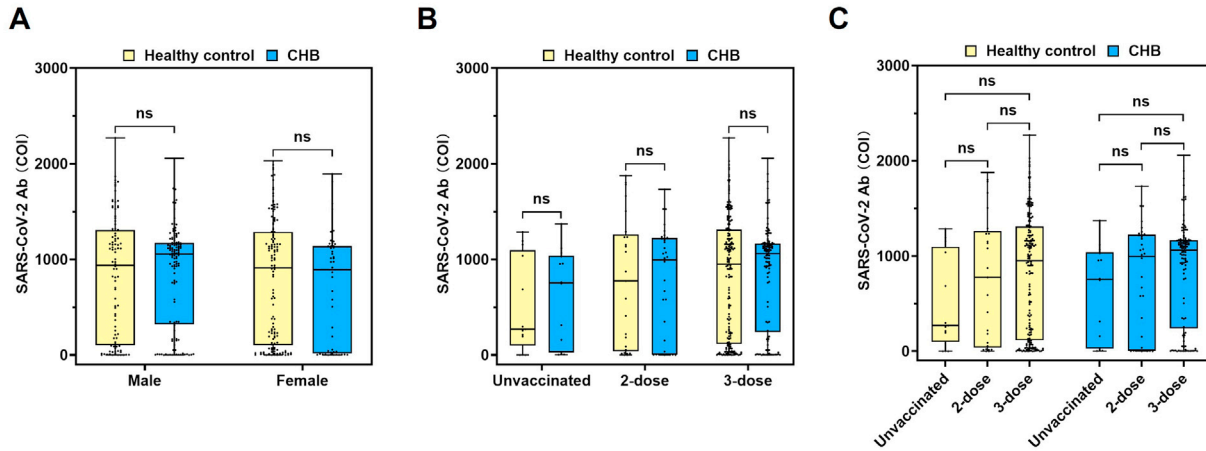 A
Healthy control CHB
SARS-CoV-2 Ab (COI)
3000
2000
1000
0
ns
ns
Male Female
B
Healthy control CHB
SARS-CoV-2 Ab (COI)
3000
2000
1000
0
ns
ns
ns
Unvaccinated 2-dose 3-dose
C
Healthy control CHB
SARS-CoV-2 Ab (COI)
3000
2000
1000
0
ns
ns
ns
ns
ns
ns
Unvaccinated 2-dose 3-dose Unvaccinated 2-dose 3-dose